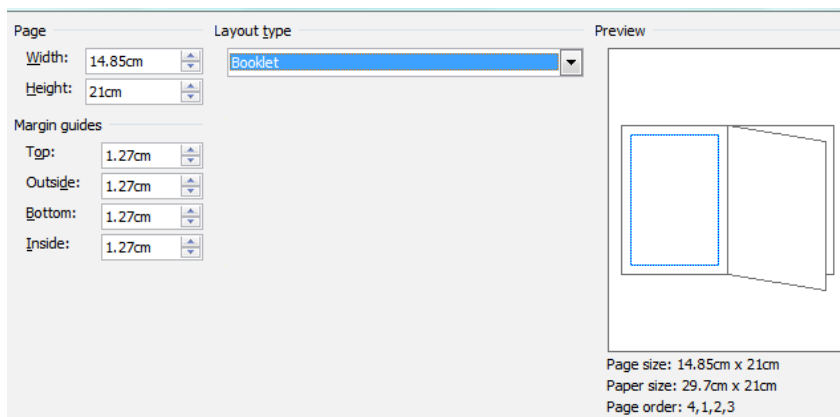 Page
Width: 14.85cm
Height: 21cm
Margin guides
Top: 1.27cm
Outside: 1.27cm
Bottom: 1.27cm
Inside: 1.27cm
Layout type
Booklet
Preview
Page size: 14.85cm x 21cm
Paper size: 29.7cm x 21cm
Page order: 4,1,2,3